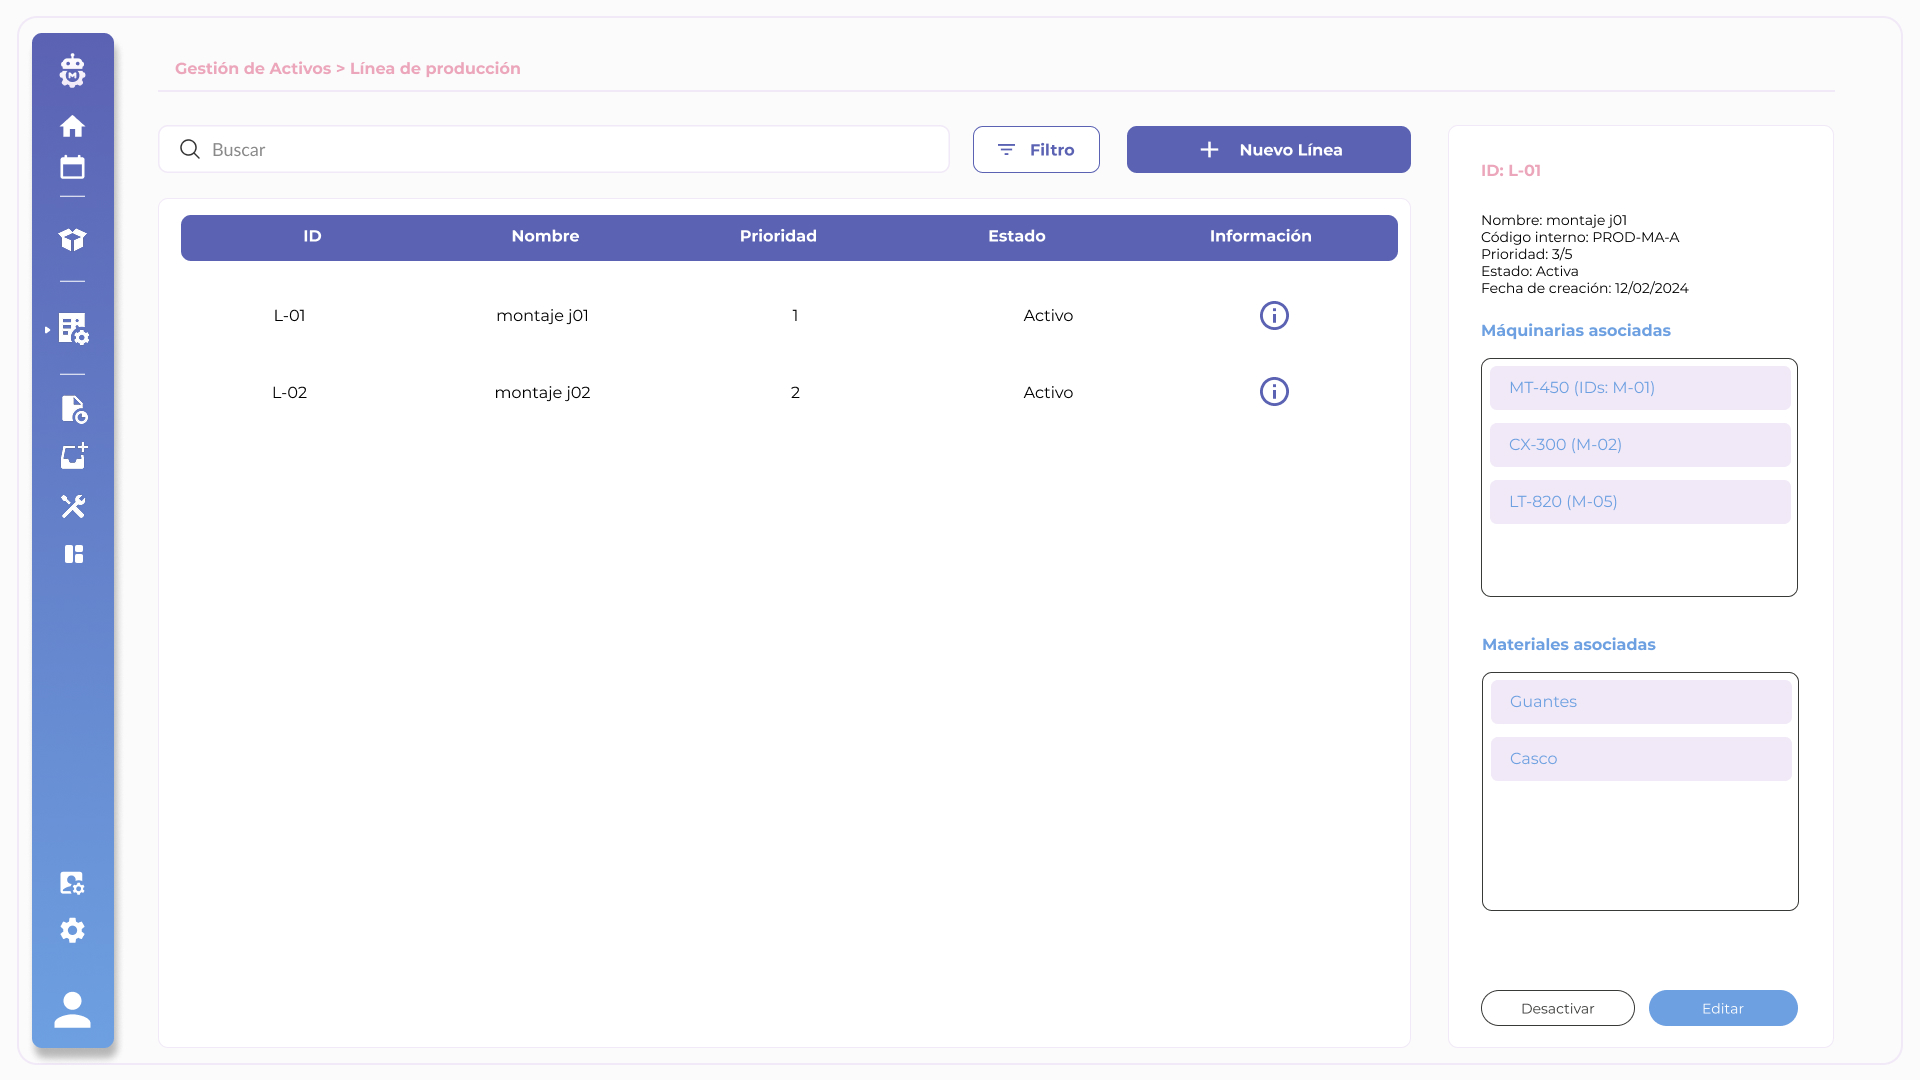 M
Gestión de Activos > Línea de producción
Buscar
Filtro
Nuevo Línea
ID Nombre Prioridad Estado Información
L-01 montaje j01 1 Activo
L-02 montaje j02 2 Activo
ID: L-01
Nombre: montaje j01
Código interno: PROD-MA-A
Prioridad: 3/5
Estado: Activa
Fecha de creación: 12/02/2024
Máquinarias asociadas
MT-450 (IDs: M-01)
CX-300 (M-02)
LT-820 (M-05)
Materiales asociadas
Guantes
Casco
Desactivar
Editar